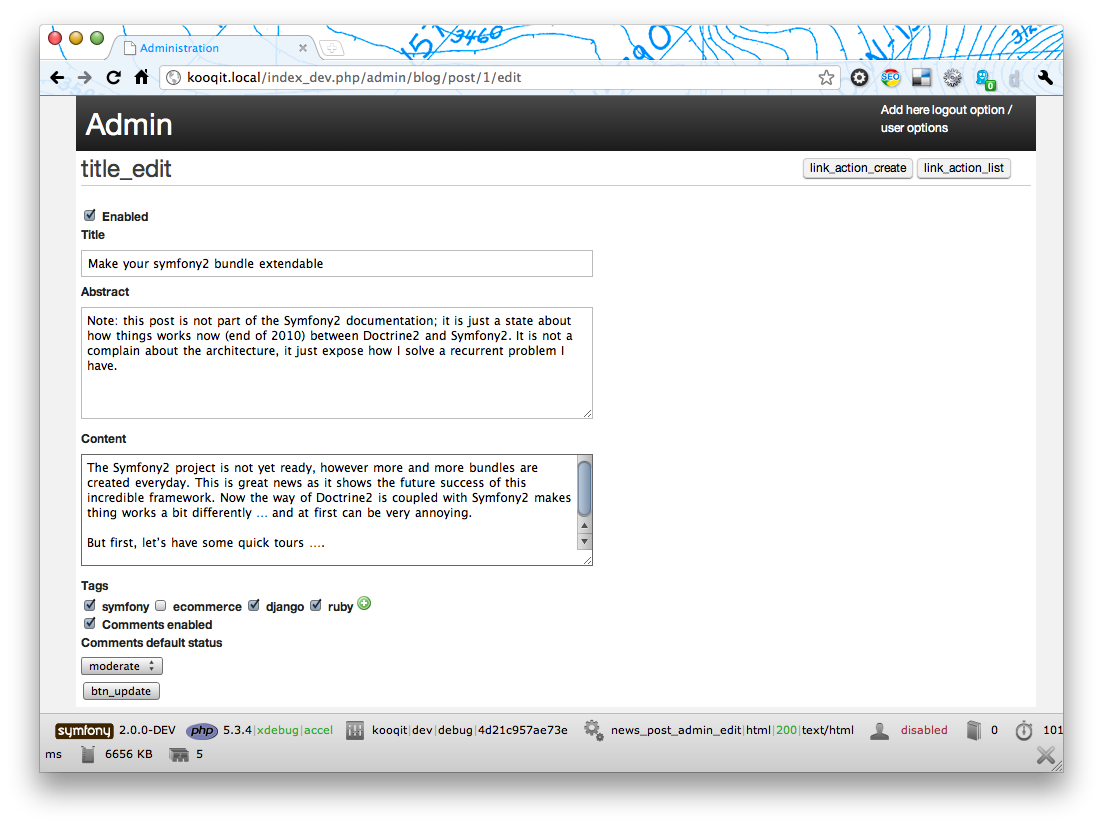 Administration
kooqit.local/index_dev.php/admin/blog/post/1/edit
SEO
0
Admin
Add here logout option /
user options
title_edit
link_action_create link_action_list
Enabled
Title
Make your symfony2 bundle extendable
Abstract
Note: this post is not part of the Symfony2 documentation; it is just a state about
how things works now (end of 2010) between Doctrine2 and Symfony2. It is not a
complain about the architecture, it just expose how I solve a recurrent problem I
have.
Content
The Symfony2 project is not yet ready, however more and more bundles are
created everyday. This is great news as it shows the future success of this
incredible framework. Now the way of Doctrine2 is coupled with Symfony2 makes
thing works a bit differently ... and at first can be very annoying.
But first, let's have some quick tours ....
Tags
symfony ecommerce django ruby
Comments enabled
Comments default status
moderate
btn_update
symfony 2.0.0-DEV php 5.3.4|xdebug|accel kooqit|dev|debug|4d21c957ae73e news_post_admin_edit|html|200|text/html disabled 0 101
ms 6656 KB 5